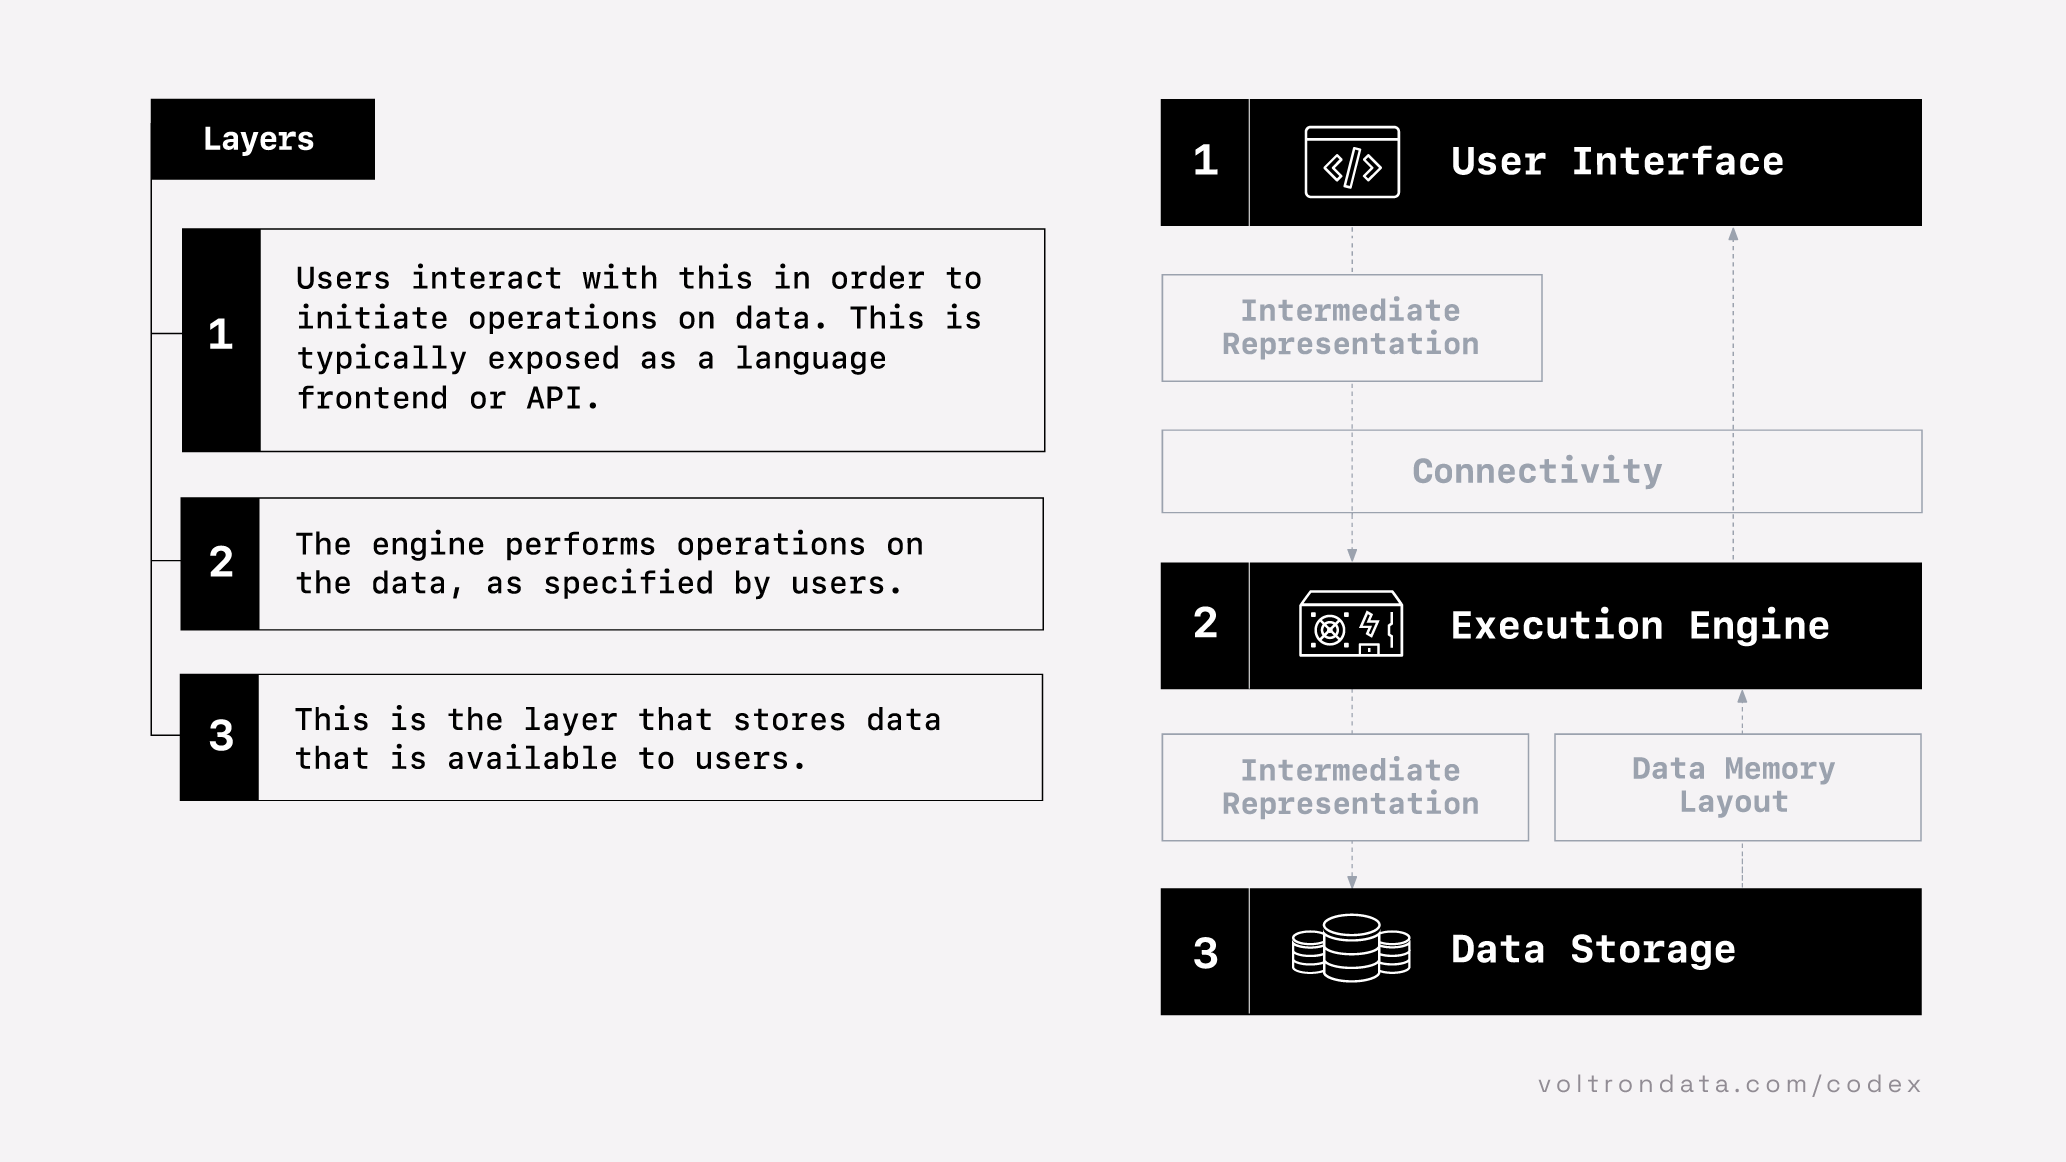 Layers
1
Users interact with this in order to
initiate operations on data. This is
typically exposed as a language
frontend or API.
2
The engine performs operations on
the data, as specified by users.
3
This is the layer that stores data
that is available to users.
1
</>
User Interface
Intermediate
Representation
Connectivity
2
Execution Engine
Intermediate
Representation
Data Memory
Layout
3
Data Storage
voltrondata.com/codex